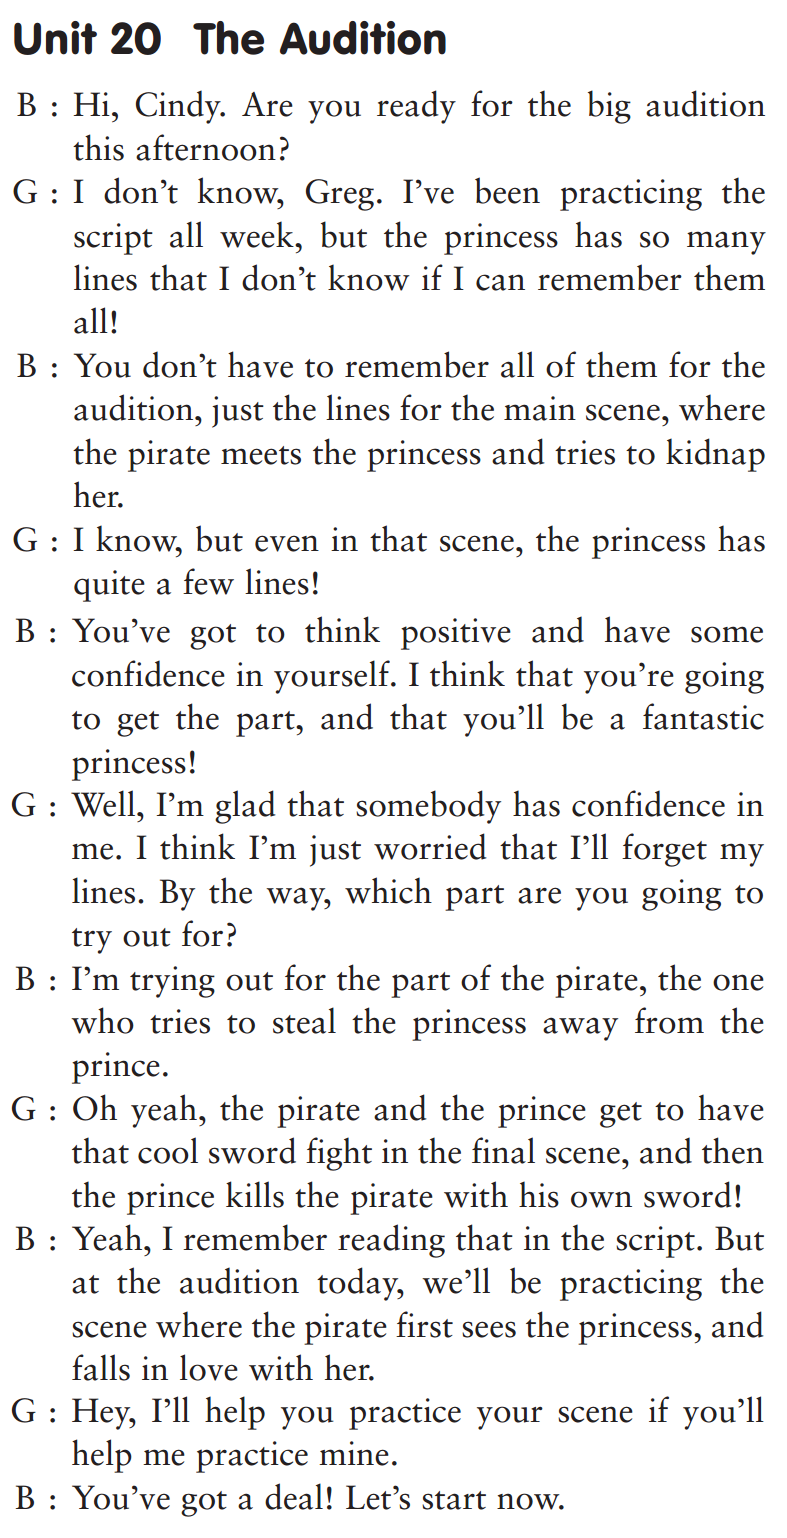 Unit 20 The Audition
B : Hi, Cindy. Are you ready for the big audition
this afternoon?
G : I don't know, Greg. I've been practicing the
script all week, but the princess has so many
lines that I don't know if I can remember them
all!
B : You don't have to remember all of them for the
audition, just the lines for the main scene, where
the pirate meets the princess and tries to kidnap
her.
G : I know, but even in that scene, the princess has
quite a few lines!
B : You've got to think positive and have some
confidence in yourself. I think that you're going
to get the part, and that you'll be a fantastic
princess!
G : Well, I'm glad that somebody has confidence in
me. I think I'm just worried that I'll forget my
lines. By the way, which part are you going to
try out for?
B : I'm trying out for the part of the pirate, the one
who tries to steal the princess away from the
prince.
G : Oh yeah, the pirate and the prince get to have
that cool sword fight in the final scene, and then
the prince kills the pirate with his own sword!
B : Yeah, I remember reading that in the script. But
at the audition today, we'll be practicing the
scene where the pirate first sees the princess, and
falls in love with her.
G : Hey, I'll help you practice your scene if you'll
help me practice mine.
B : You've got a deal! Let's start now.